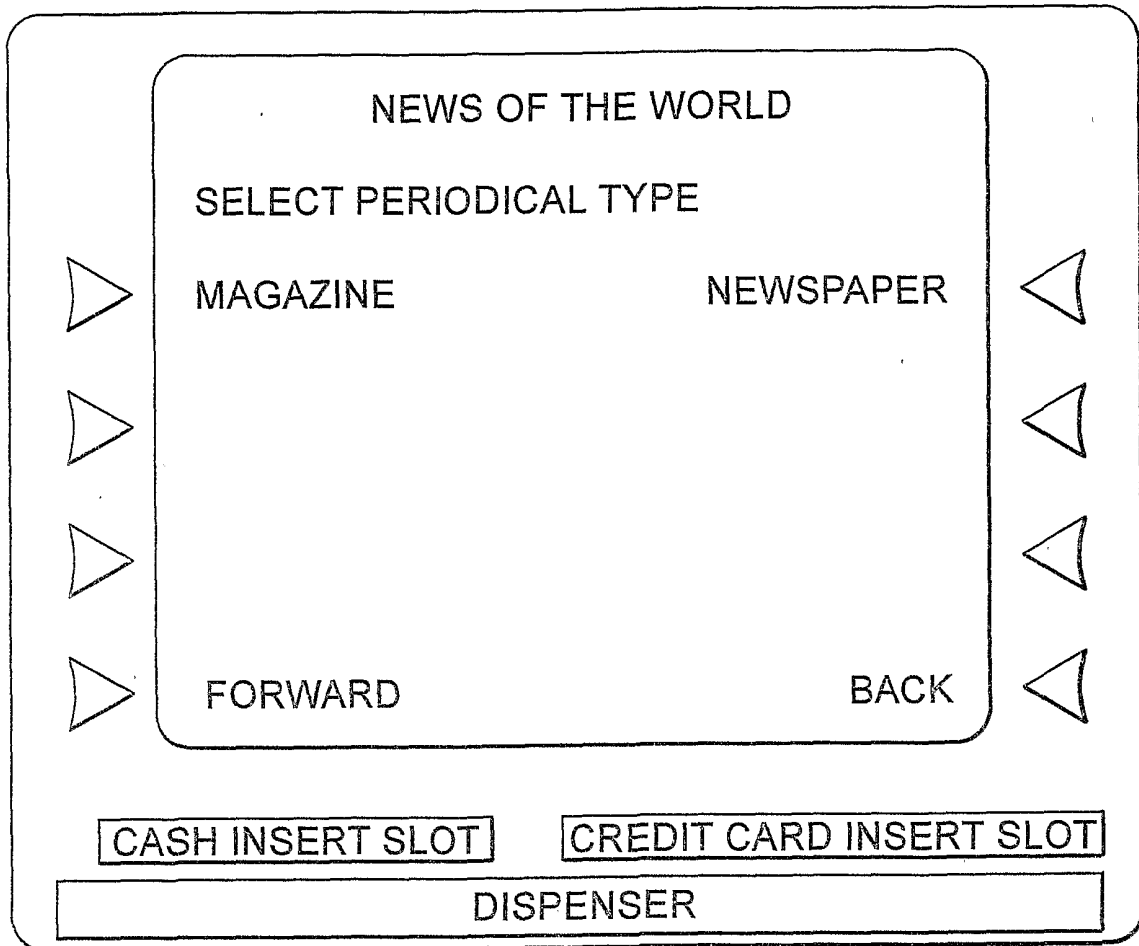 NEWS OF THE WORLD
SELECT PERIODICAL TYPE
MAGAZINE NEWSPAPER
FORWARD BACK
CASH INSERT SLOT CREDIT CARD INSERT SLOT
DISPENSER